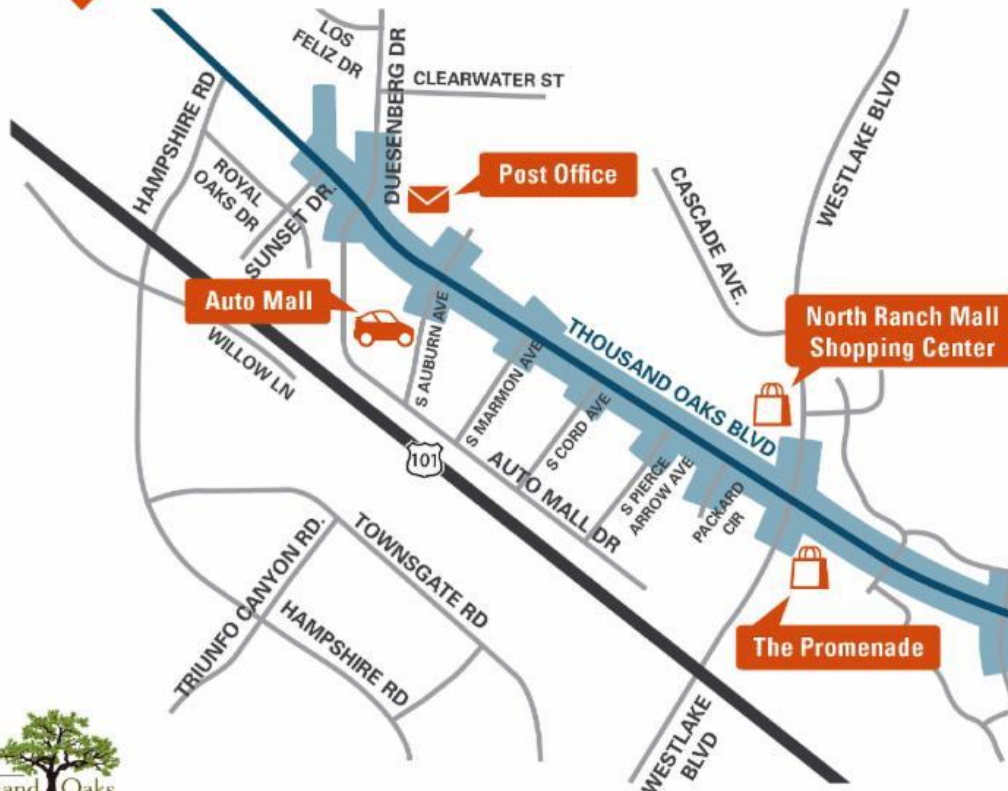 LOS
FELIZ DR
DUESENBERG DR
CLEARWATER ST
HAMPSHIRE RD
WESTLAKE BLVD
ROYAL
OAKS DR
Post Office
CASCADE AVE.
SUNSET DR.
Auto Mall
S AUBURN AVE
North Ranch Mall
Shopping Center
THOUSAND OAKS BLVD
WILLOW LN
S MARMON AVE
S CORD AVE
101
AUTO MALL DR
S PIERCE
ARROW AVE
PACKARD
CIR
TRIUNFO CANYON RD.
TOWNSGATE RD
HAMPSHIRE RD
The Promenade
WESTLAKE
BLVD
Oaks